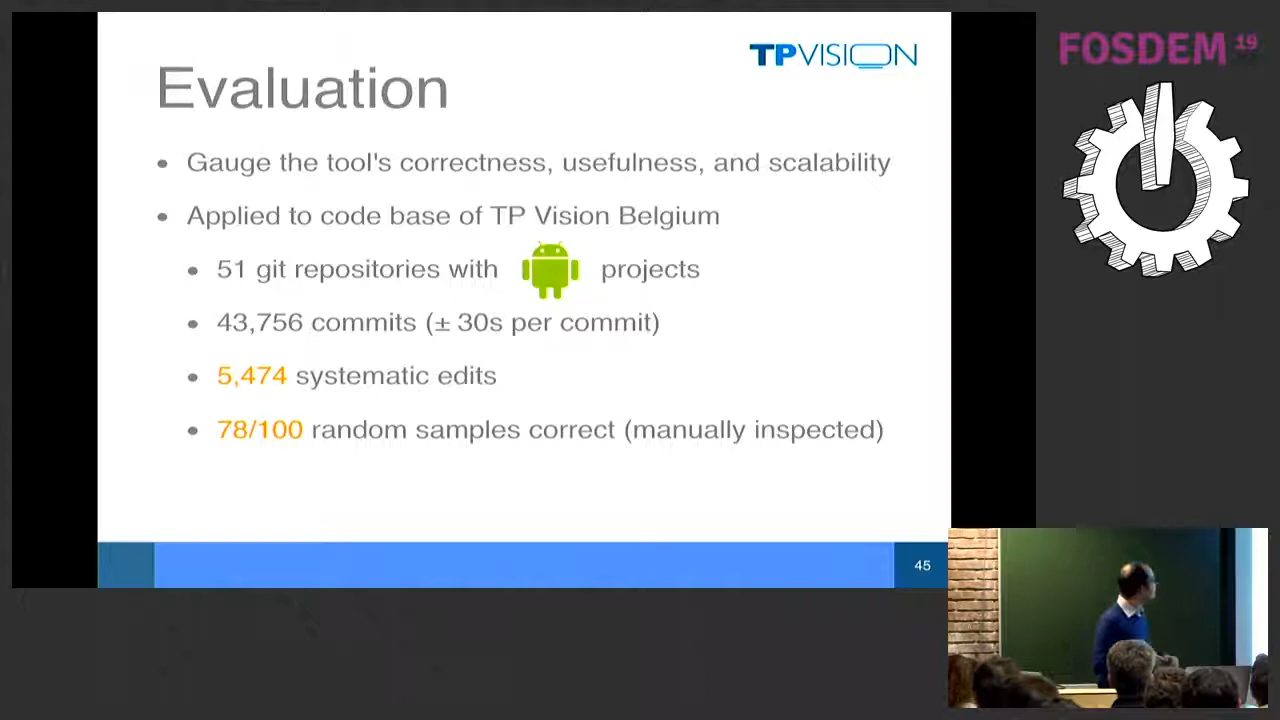 TPVISION
FOSDEM 19
Evaluation
• Gauge the tool's correctness, usefulness, and scalability
• Applied to code base of TP Vision Belgium
• 51 git repositories with projects
• 43,756 commits (± 30s per commit)
• 5,474 systematic edits
• 78/100 random samples correct (manually inspected)
45